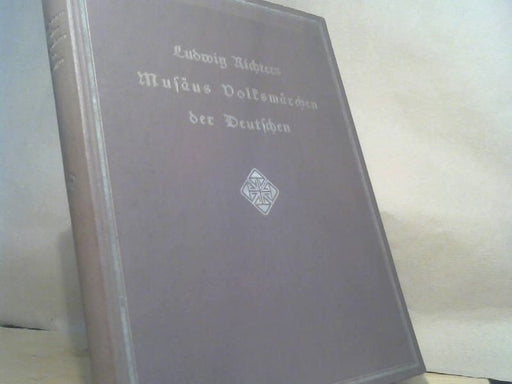 Ludwig Richters
Musäus Volksmärchen
der Deutschen